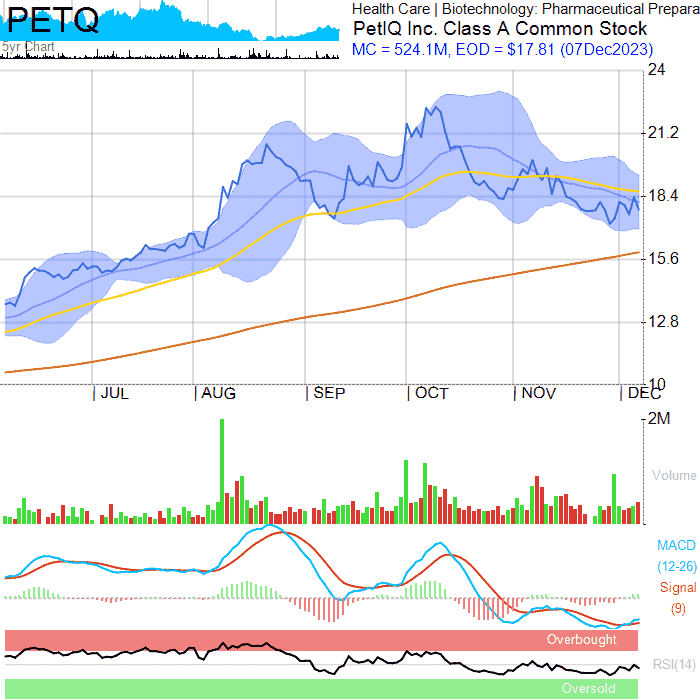 PETQ
5yr Chart
Health Care | Biotechnology: Pharmaceutical Prepara
PetIQ Inc. Class A Common Stock
MC = 524.1M, EOD = $17.81 (07Dec2023)
24
21.2
18.4
15.6
12.8
10
JUL AUG SEP OCT NOV DEC
2M
Volume
MACD
(12-26)
Signal
(9)
Overbought
RSI(14)
Oversold